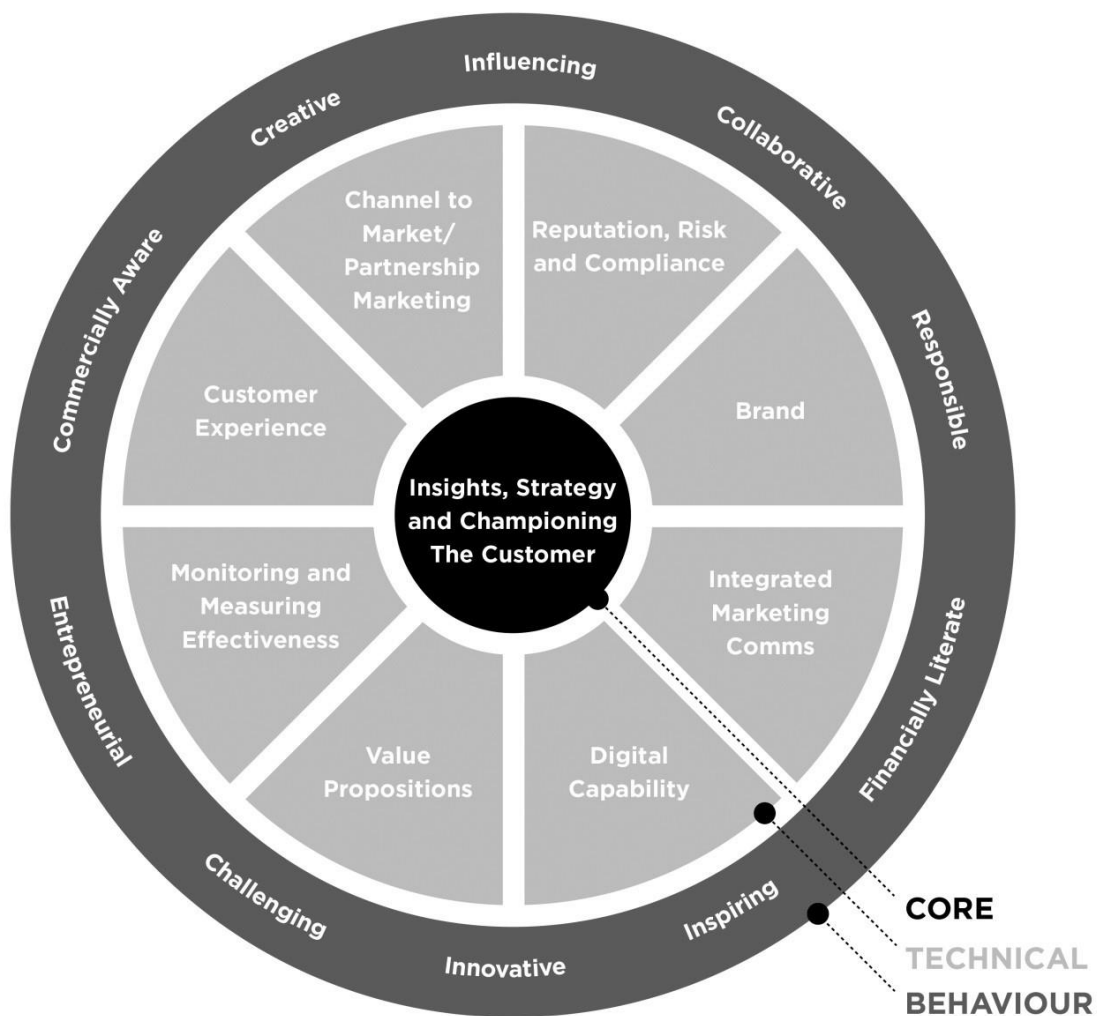 Influencing
Collaborative
Responsible
Financially Literate
Inspiring
Innovative
Challenging
Entrepreneurial
Commercially Aware
Creative
Channel to
Market/
Partnership
Marketing
Reputation, Risk
and Compliance
Brand
Integrated
Marketing
Comms
Digital
Capability
Value
Propositions
Monitoring and
Measuring
Effectiveness
Customer
Experience
Insights, Strategy
and Championing
The Customer
CORE
TECHNICAL
BEHAVIOUR